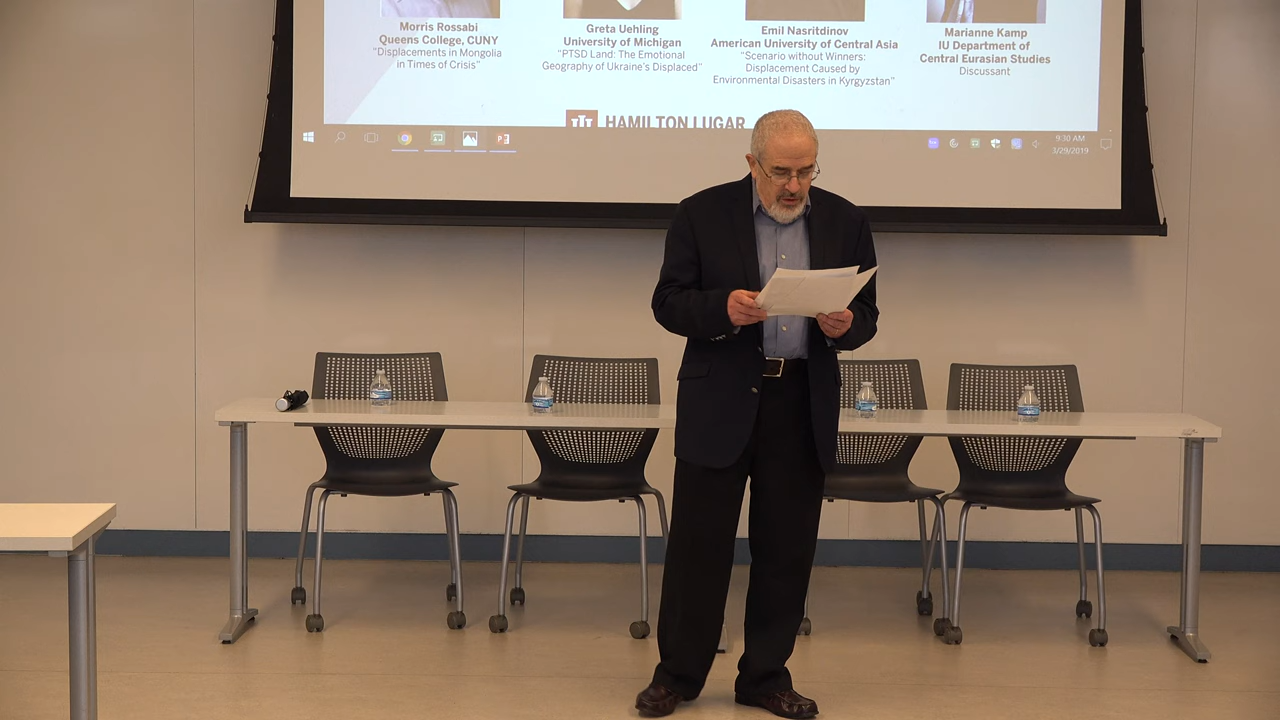 Morris Rossabi
Queens College, CUNY
“Displacements in Mongolia
in Times of Crisis”
Greta Uehling
University of Michigan
“PTSD Land: The Emotional
Geography of Ukraine’s Displaced”
Emil Nasritdinov
American University of Central Asia
“Scenario without Winners:
Displacement Caused by
Environmental Disasters in Kyrgyzstan”
Marianne Kamp
IU Department of
Central Eurasian Studies
Discussant
HAMILTON LUGAR
9:30 AM
3/29/2019